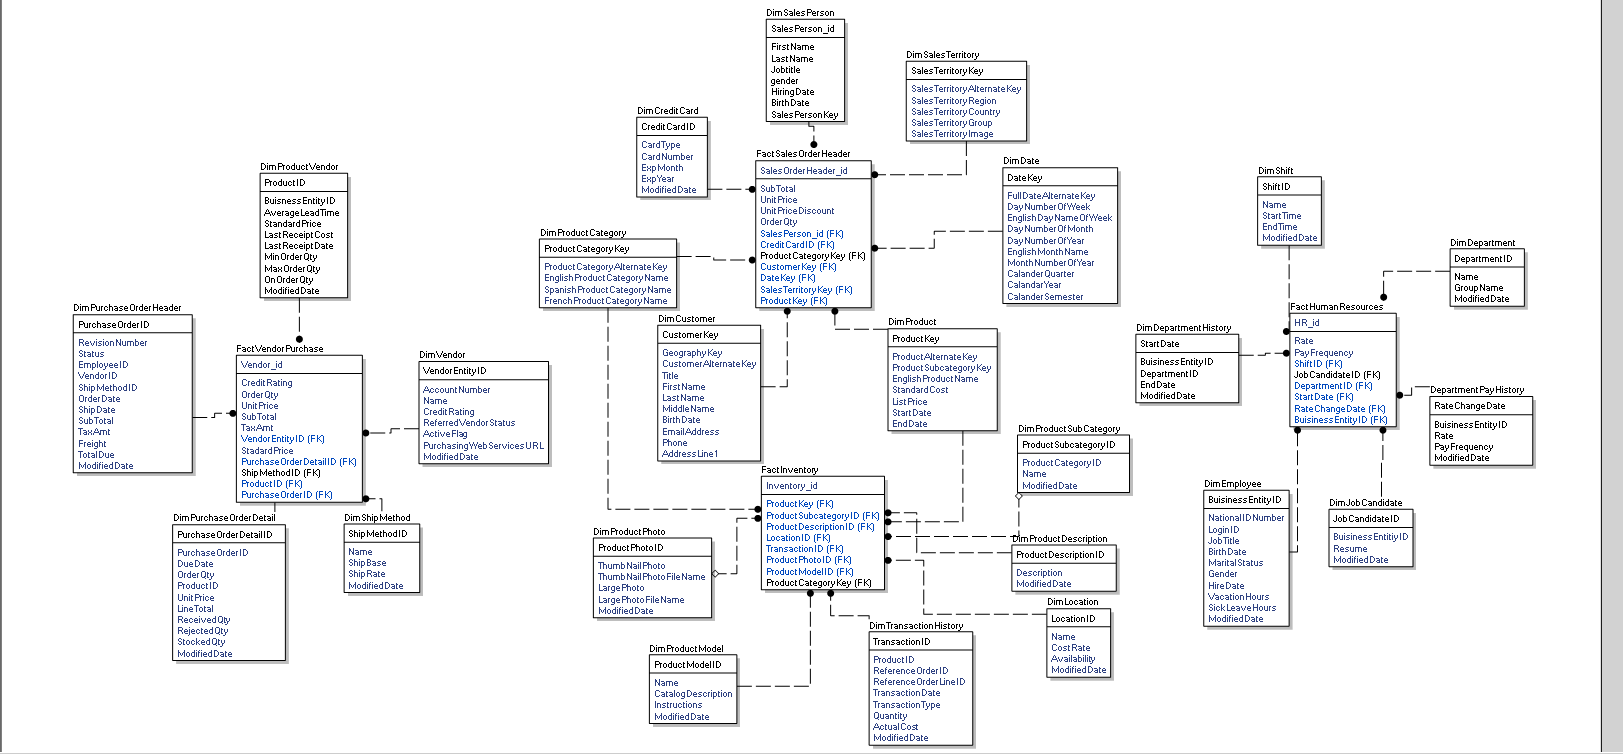 DimSalesPerson
SalesPerson_id
FirstName
LastName
Jobtitle
gender
HiringDate
BirthDate
SalesPersonKey
DimSalesTerritory
SalesTerritoryKey
SalesTerritoryAlternateKey
SalesTerritoryRegion
SalesTerritoryCountry
SalesTerritoryGroup
SalesTerritoryImage
DimCreditCard
CreditCardID
CardType
CardNumber
ExpMonth
ExpYear
ModifiedDate
FactSalesOrderHeader
SalesOrderHeader_id
SubTotal
UnitPrice
UnitPriceDiscount
OrderQty
SalesPerson_id (FK)
CreditCardID (FK)
ProductCategoryKey (FK)
CustomerKey (FK)
DateKey (FK)
SalesTerritoryKey (FK)
ProductKey (FK)
DimDate
DateKey
FullDateAlternateKey
DayNumberOfWeek
EnglishDayNameOfWeek
DayNumberOfMonth
DayNumberOfYear
EnglishMonthName
MonthNumberOfYear
CalanderQuarter
CalandarYear
CalanderSemester
DimProductVendor
ProductID
BuisnessEntityID
AverageLeadTime
StandardPrice
LastReceiptCost
LastReceiptDate
MinOrderQty
MaxOrderQty
OnOrderQty
ModifiedDate
DimShift
ShiftID
Name
StartTime
EndTime
ModifiedDate
DimProductCategory
ProductCategoryKey
ProductCategoryAlternateKey
EnglishProductCategoryName
SpanishProductCategoryName
FrenchProductCategoryName
DimDepartment
DepartmentID
Name
GroupName
ModifiedDate
DimPurchaseOrderHeader
PurchaseOrderID
RevisionNumber
Status
EmployeeID
VendorID
ShipMethodID
OrderDate
ShipDate
SubTotal
TaxAmt
Freight
TotalDue
ModifiedDate
FactVendorPurchase
Vendor_id
CreditRating
OrderQty
UnitPrice
SubTotal
TaxAmt
VendorEntityID (FK)
StadardPrice
PurchaseOrderDetailID (FK)
ShipMethodID (FK)
ProductID (FK)
PurchaseOrderID (FK)
DimVendor
VendorEntityID
AccountNumber
Name
CreditRating
ReferredVendorStatus
ActiveFlag
PurchasingWebServicesURL
ModifiedDate
DimCustomer
CustomerKey
GeographyKey
CustomerAlternateKey
Title
FirstName
LastName
MiddleName
BirthDate
EmailAddress
Phone
AddressLine1
DimProduct
ProductKey
ProductAlternateKey
ProductSubcategoryKey
EnglishProductName
StandardCost
ListPrice
StartDate
EndDate
DimDepartmentHistory
StartDate
BuisinessEntityID
DepartmentID
EndDate
ModifiedDate
FactHumanResources
HR_id
Rate
PayFrequency
ShiftID (FK)
JobCandidateID (FK)
DepartmentID (FK)
StartDate (FK)
RateChangeDate (FK)
BuisinessEntityID (FK)
DepartmentPayHistory
RateChangeDate
BuisinessEntityID
Rate
PayFrequency
ModifiedDate
DimProductSubCategory
ProductSubcategoryID
ProductCategoryID
Name
ModifiedDate
FactInventory
Inventory_id
ProductKey (FK)
ProductSubcategoryID (FK)
ProductDescriptionID (FK)
LocationID (FK)
TransactionID (FK)
ProductPhotoID (FK)
ProductModelID (FK)
ProductCategoryKey (FK)
DimEmployee
BuisinessEntityID
NationalIDNumber
LoginID
JobTitle
BirthDate
MaritalStatus
Gender
HireDate
VacationHours
SickLeaveHours
ModifiedDate
DimJobCandidate
JobCandidateID
BuisinessEntityID
Resume
ModifiedDate
DimPurchaseOrderDetail
PurchaseOrderDetailID
PurchaseOrderID
DueDate
OrderQty
ProductID
UnitPrice
LineTotal
ReceivedQty
RejectedQty
StockedQty
ModifiedDate
DimShipMethod
ShipMethodID
Name
ShipBase
ShipRate
ModifiedDate
DimProductPhoto
ProductPhotoID
ThumbNailPhoto
ThumbNailPhotoFileName
LargePhoto
LargePhotoFileName
ModifiedDate
DimProductDescription
ProductDescriptionID
Description
ModifiedDate
DimLocation
LocationID
Name
CostRate
Availability
ModifiedDate
DimTransactionHistory
TransactionID
ProductID
ReferenceOrderID
ReferenceOrderLineID
TransactionDate
TransactionType
Quantity
ActualCost
ModifiedDate
DimProductModel
ProductModelID
Name
CatalogDescription
Instructions
ModifiedDate